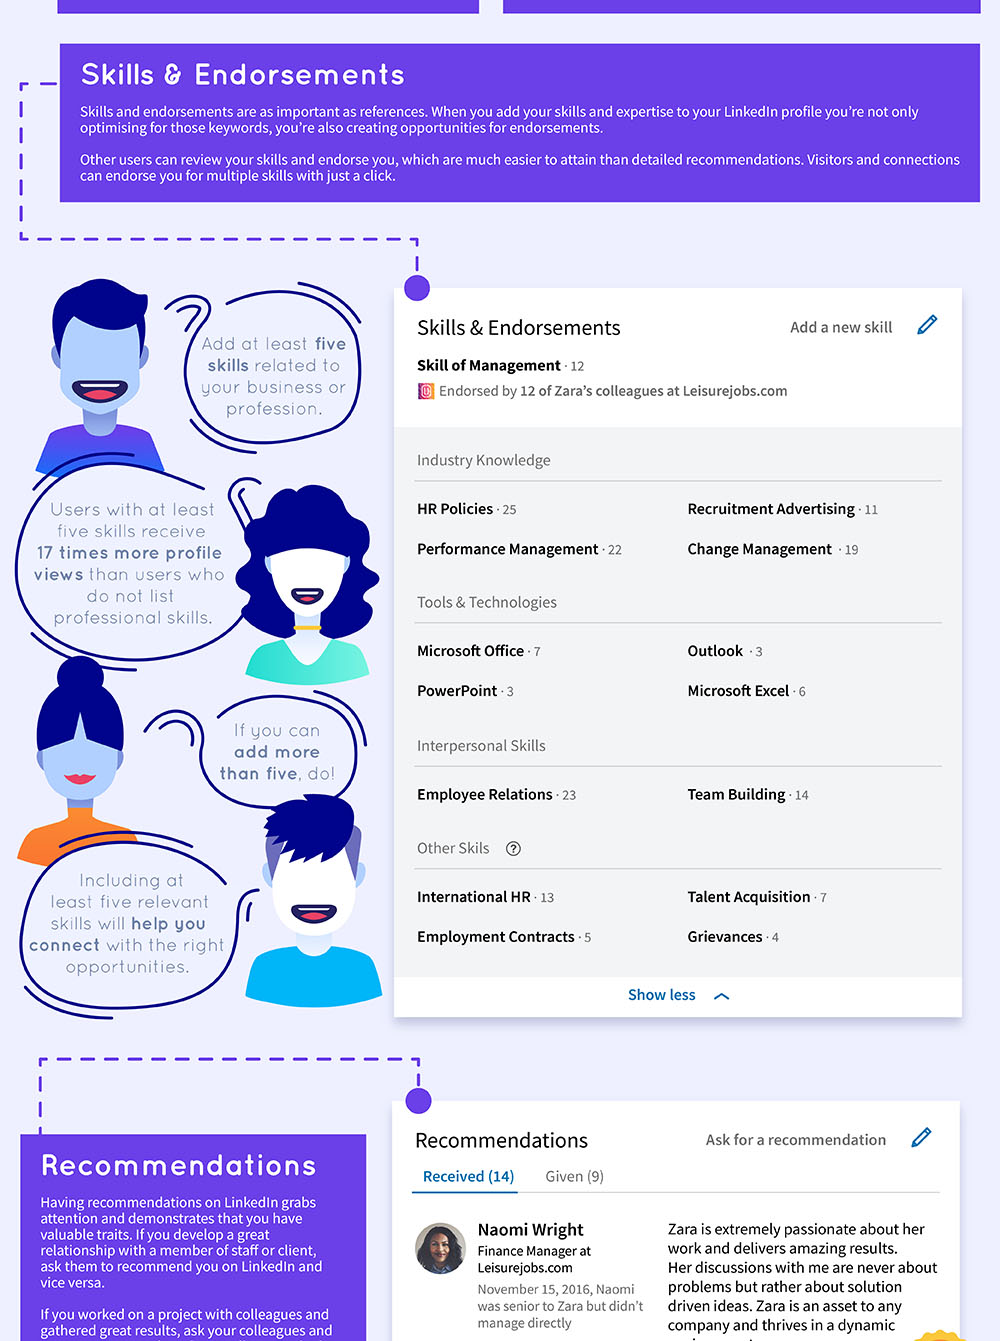 Skills & Endorsements
Skills and endorsements are as important as references. When you add your skills and expertise to your LinkedIn profile you're not only
optimising for those keywords, you're also creating opportunities for endorsements.
Other users can review your skills and endorse you, which are much easier to attain than detailed recommendations. Visitors and connections
can endorse you for multiple skills with just a click.
Add at least five
skills related to
your business or
profession.
Users with at least
five skills receive
17 times more profile
views than users who
do not list
professional skills.
If you can
add more
than five, do!
Including at
least five relevant
skills will help you
connect with the right
opportunities.
Skills & Endorsements
Add a new skill
Skill of Management · 12
Endorsed by 12 of Zara's colleagues at Leisurejobs.com
Industry Knowledge
HR Policies · 25
Recruitment Advertising · 11
Performance Management · 22
Change Management · 19
Tools & Technologies
Microsoft Office · 7
Outlook · 3
PowerPoint · 3
Microsoft Excel · 6
Interpersonal Skills
Employee Relations · 23
Team Building · 14
Other Skils ?
International HR · 13
Talent Acquisition · 7
Employment Contracts · 5
Grievances · 4
Show less
Recommendations
Having recommendations on LinkedIn grabs
attention and demonstrates that you have
valuable traits. If you develop a great
relationship with a member of staff or client,
ask them to recommend you on LinkedIn and
vice versa.
If you worked on a project with colleagues and
gathered great results, ask your colleagues and
Recommendations
Ask for a recommendation
Received (14)
Given (9)
Naomi Wright
Finance Manager at
Leisurejobs.com
November 15, 2016, Naomi
was senior to Zara but didn't
manage directly
Zara is extremely passionate about her
work and delivers amazing results.
Her discussions with me are never about
problems but rather about solution
driven ideas. Zara is an asset to any
company and thrives in a dynamic